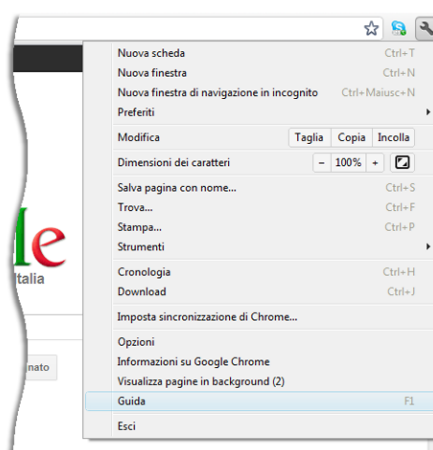 Nuova scheda Ctrl+T
Nuova finestra Ctrl+N
Nuova finestra di navigazione in incognito Ctrl+Maiusc+N
Preferiti
Modifica Taglia Copia Incolla
Dimensioni dei caratteri - 100% +
Salva pagina con nome... Ctrl+S
Trova... Ctrl+F
Stampa... Ctrl+P
Strumenti
le
Italia
Cronologia Ctrl+H
Download Ctrl+J
Imposta sincronizzazione di Chrome...
Opzioni
Informazioni su Google Chrome
nato
Visualizza pagine in background (2)
Guida F1
Esci